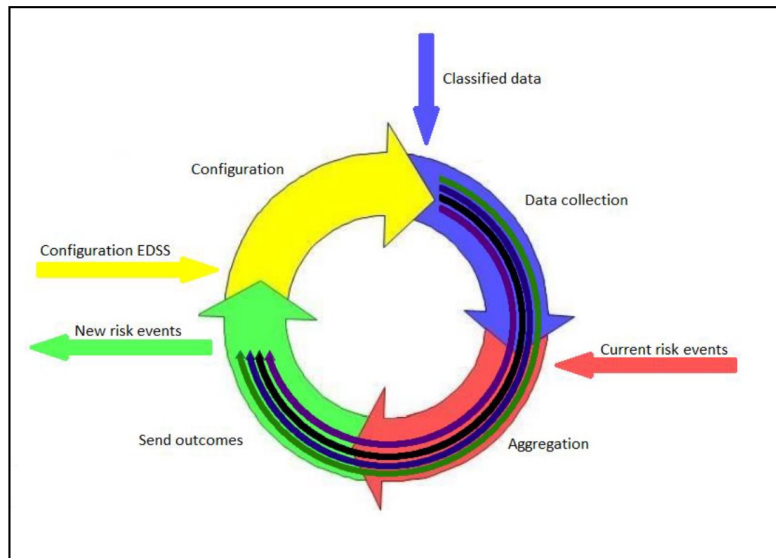 Classified data
Configuration
Data collection
Configuration EDSS
New risk events
Current risk events
Send outcomes
Aggregation